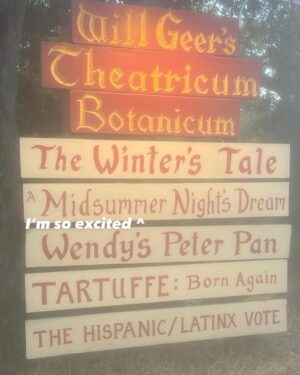 Will Geer's
Theatricum
Botanicum
The Winter's Tale
A Midsummer Night's Dream
I'm so excited ^
Wendy's Peter Pan
TARTUFFE: Born Again
THE HISPANIC/LATINX VOTE